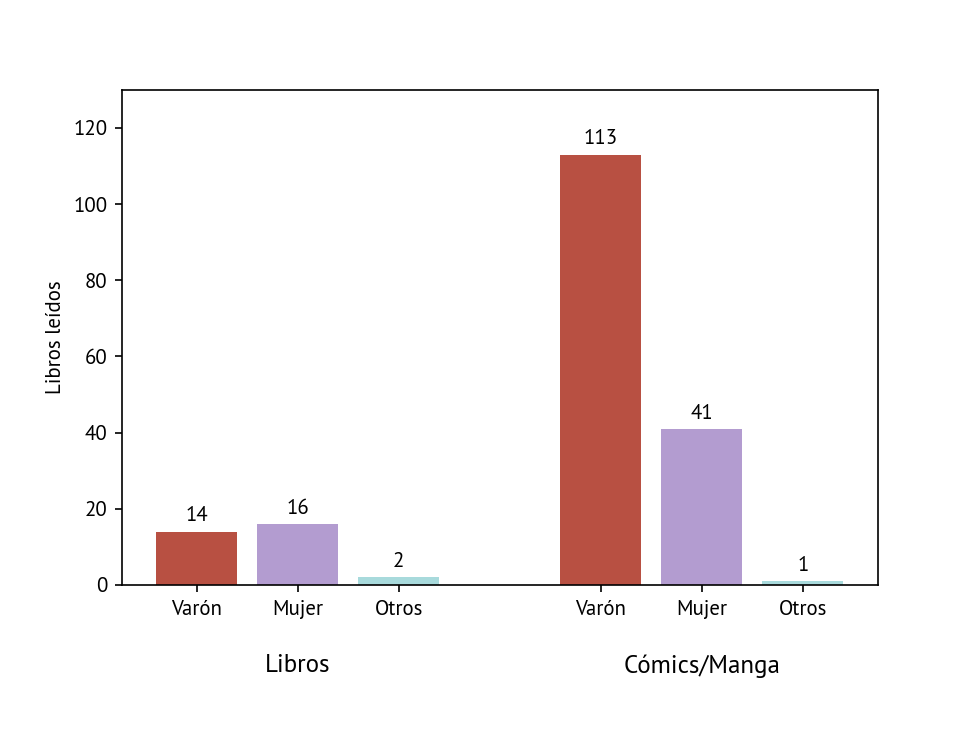 Libros leídos
120
100
80
60
40
20
0
14
16
2
113
41
1
Varón
Mujer
Otros
Varón
Mujer
Otros
Libros
Cómics/Manga